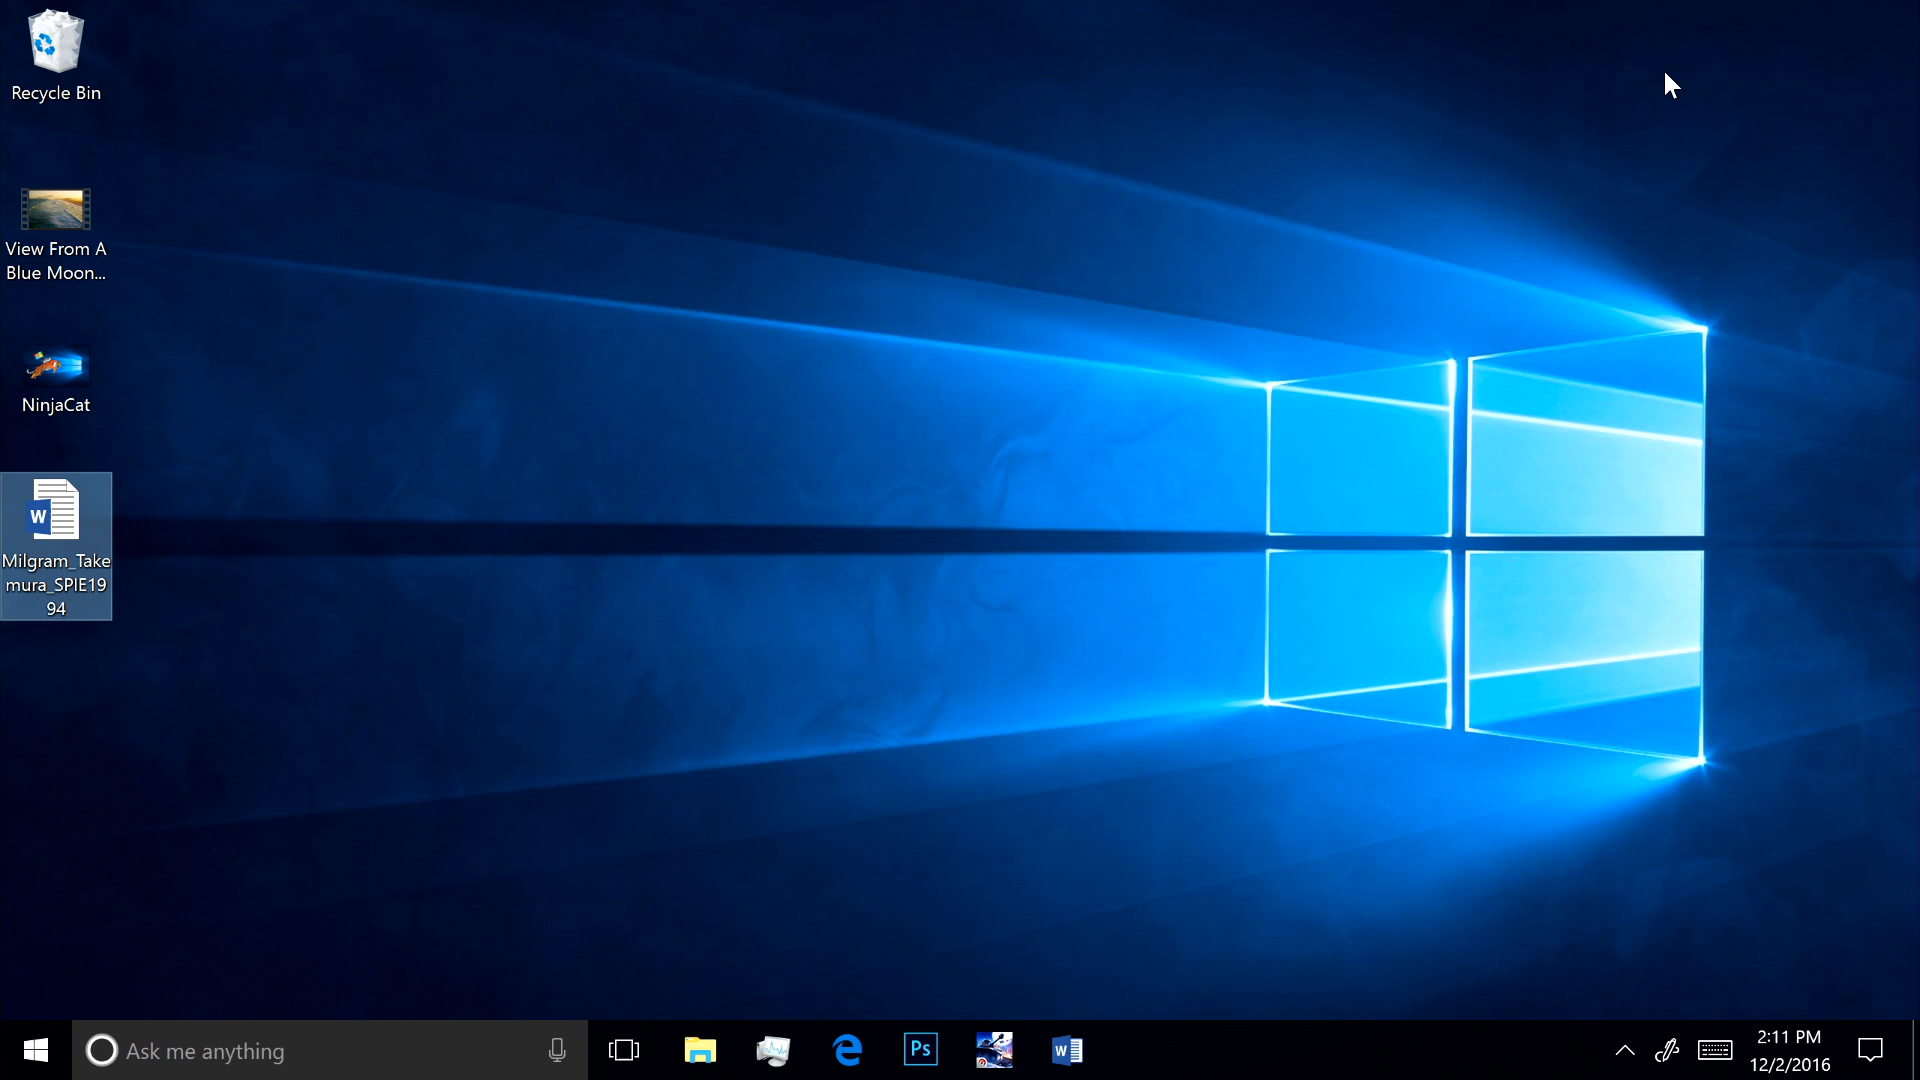 Recycle Bin
View From A
Blue Moon...
NinjaCat
W
Milgram_Take
mura_SPIE19
94
Ask me anything
Ps
W
2:11 PM
12/2/2016